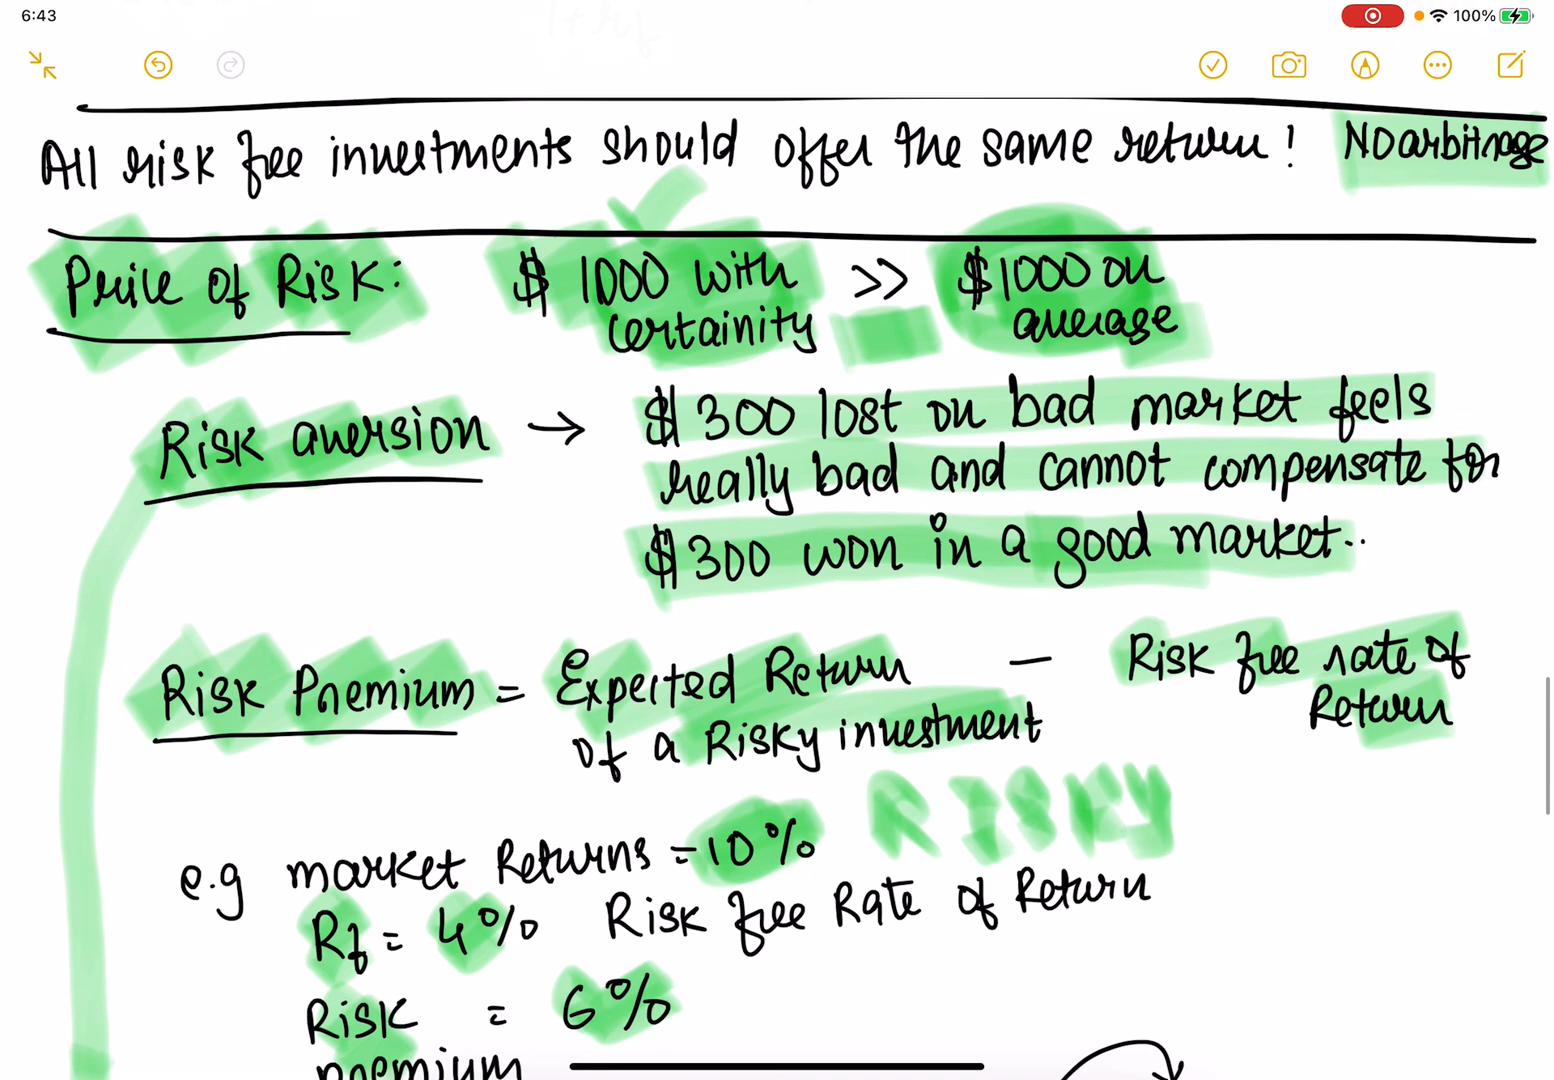 6:43
100%
All risk free investments should offer the same return! No arbitrage
Price of Risk: $ 1000 with certainity >> $1000 on average
Risk aversion → $300 lost on bad market feels
really bad and cannot compensate for
$300 won in a good market..
Risk Premium = Expected Return of a Risky investment — Risk free rate of Return
RISKY
e.g market Returns = 10%
Rf = 4% Risk free Rate of Return
Risk premium = 6%